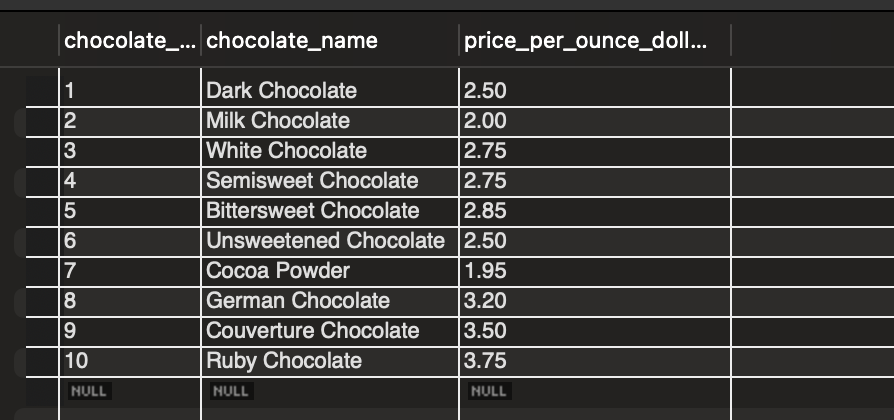 chocolate_... chocolate_name price_per_ounce_doll...
1 Dark Chocolate 2.50
2 Milk Chocolate 2.00
3 White Chocolate 2.75
4 Semisweet Chocolate 2.75
5 Bittersweet Chocolate 2.85
6 Unsweetened Chocolate 2.50
7 Cocoa Powder 1.95
8 German Chocolate 3.20
9 Couverture Chocolate 3.50
10 Ruby Chocolate 3.75
NULL NULL NULL